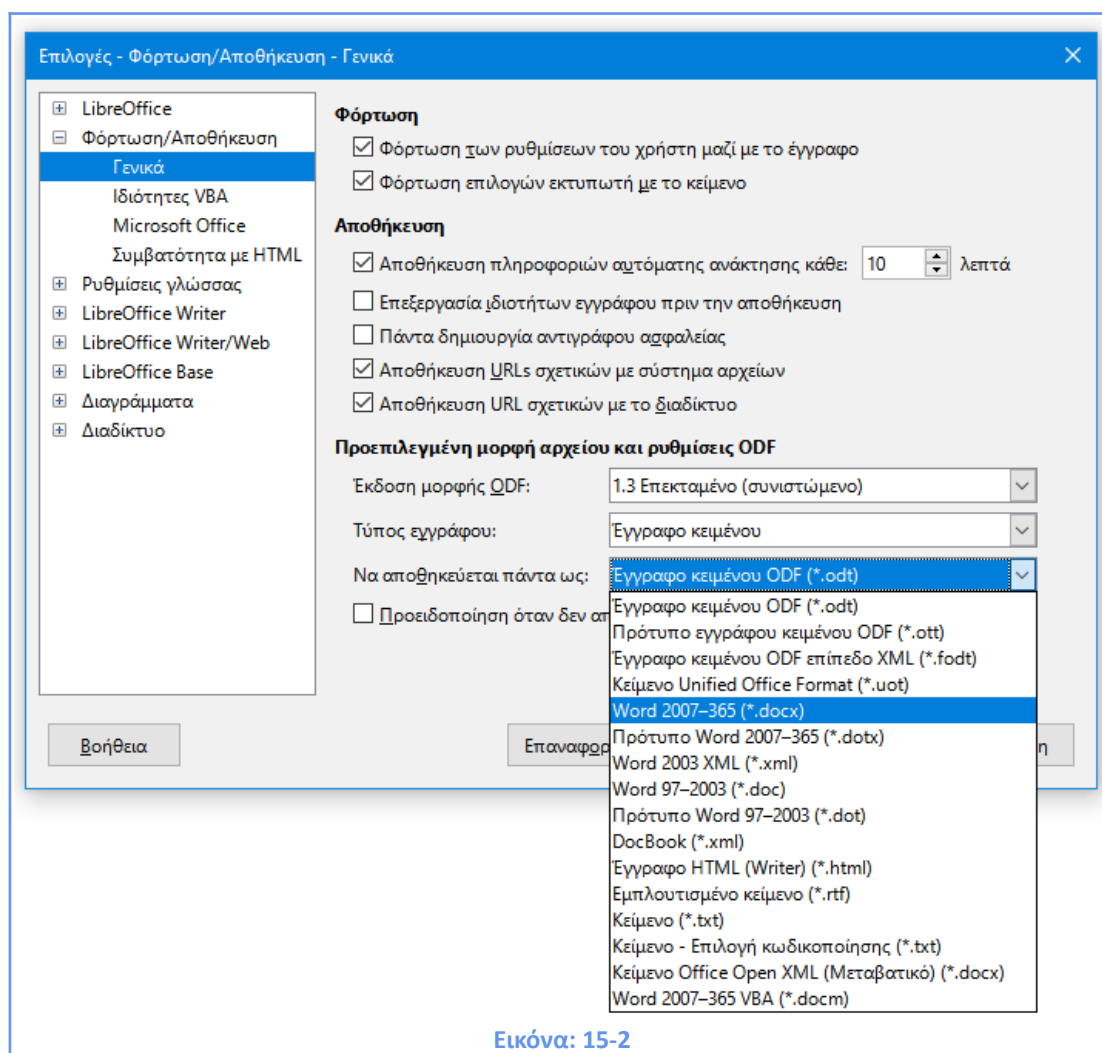 Επιλογές - Φόρτωση/Αποθήκευση - Γενικά
LibreOffice
Φόρτωση/Αποθήκευση
Γενικά
Ιδιότητες VBA
Microsoft Office
Συμβατότητα με HTML
Ρυθμίσεις γλώσσας
LibreOffice Writer
LibreOffice Writer/Web
LibreOffice Base
Διαγράμματα
Διαδίκτυο
Φόρτωση
Φόρτωση των ρυθμίσεων του χρήστη μαζί με το έγγραφο
Φόρτωση επιλογών εκτυπωτή με το κείμενο
Αποθήκευση
Αποθήκευση πληροφοριών αυτόματης ανάκτησης κάθε: 10 λεπτά
Επεξεργασία ιδιοτήτων εγγράφου πριν την αποθήκευση
Πάντα δημιουργία αντιγράφου ασφαλείας
Αποθήκευση URLs σχετικών με σύστημα αρχείων
Αποθήκευση URL σχετικών με το διαδίκτυο
Προεπιλεγμένη μορφή αρχείου και ρυθμίσεις ODF
Έκδοση μορφής ODF: 1.3 Επεκταμένο (συνιστώμενο)
Τύπος εγγράφου: Έγγραφο κειμένου
Να αποθηκεύεται πάντα ως: Έγγραφο κειμένου ODF (*.odt)
Προειδοποίηση όταν δεν απ
Έγγραφο κειμένου ODF (*.odt)
Πρότυπο εγγράφου κειμένου ODF (*.ott)
Έγγραφο κειμένου ODF επίπεδο XML (*.fodt)
Κείμενο Unified Office Format (*.uot)
Word 2007–365 (*.docx)
Πρότυπο Word 2007–365 (*.dotx)
Word 2003 XML (*.xml)
Word 97–2003 (*.doc)
Πρότυπο Word 97–2003 (*.dot)
DocBook (*.xml)
Έγγραφο HTML (Writer) (*.html)
Εμπλουτισμένο κείμενο (*.rtf)
Κείμενο (*.txt)
Κείμενο - Επιλογή κωδικοποίησης (*.txt)
Κείμενο Office Open XML (Μεταβατικό) (*.docx)
Word 2007–365 VBA (*.docm)
Βοήθεια
Επαναφορ
η
Εικόνα: 15-2